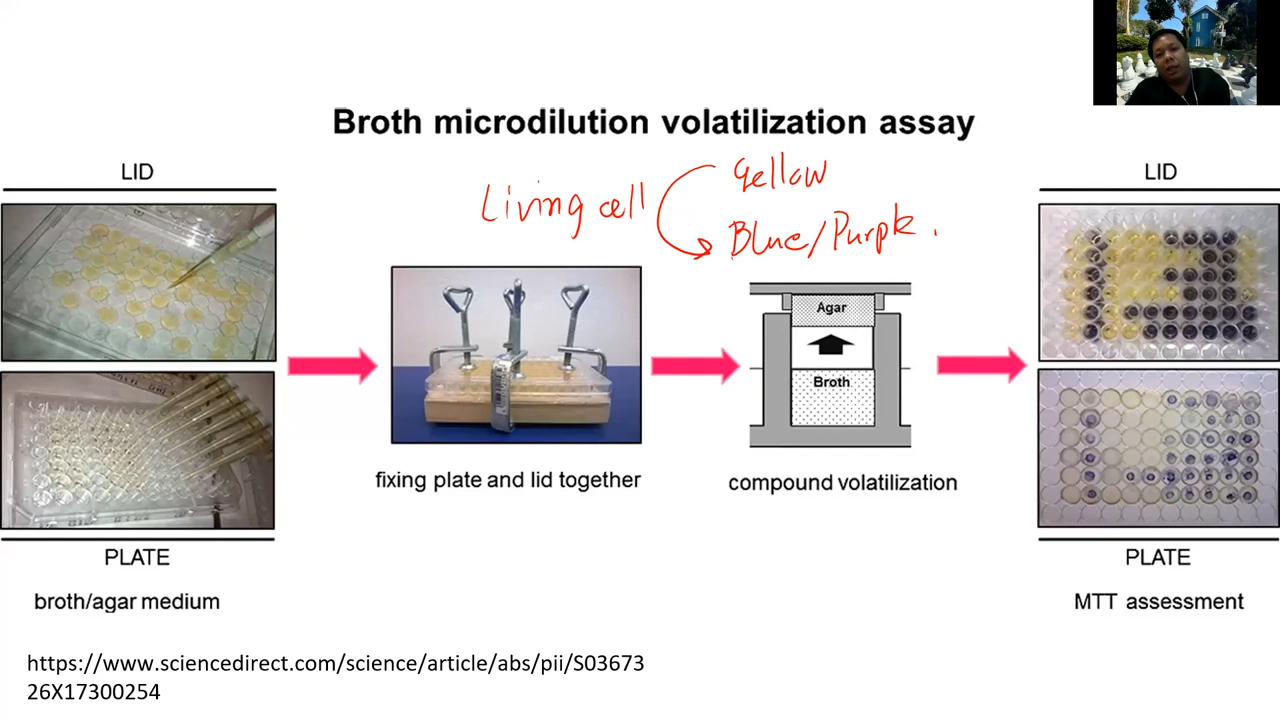 Broth microdilution volatilization assay
LID
LID
Living cell
Yellow
Blue/Purple.
Agar
Broth
fixing plate and lid together
compound volatilization
PLATE
PLATE
broth/agar medium
MTT assessment
https://www.sciencedirect.com/science/article/abs/pii/S03673
26X17300254